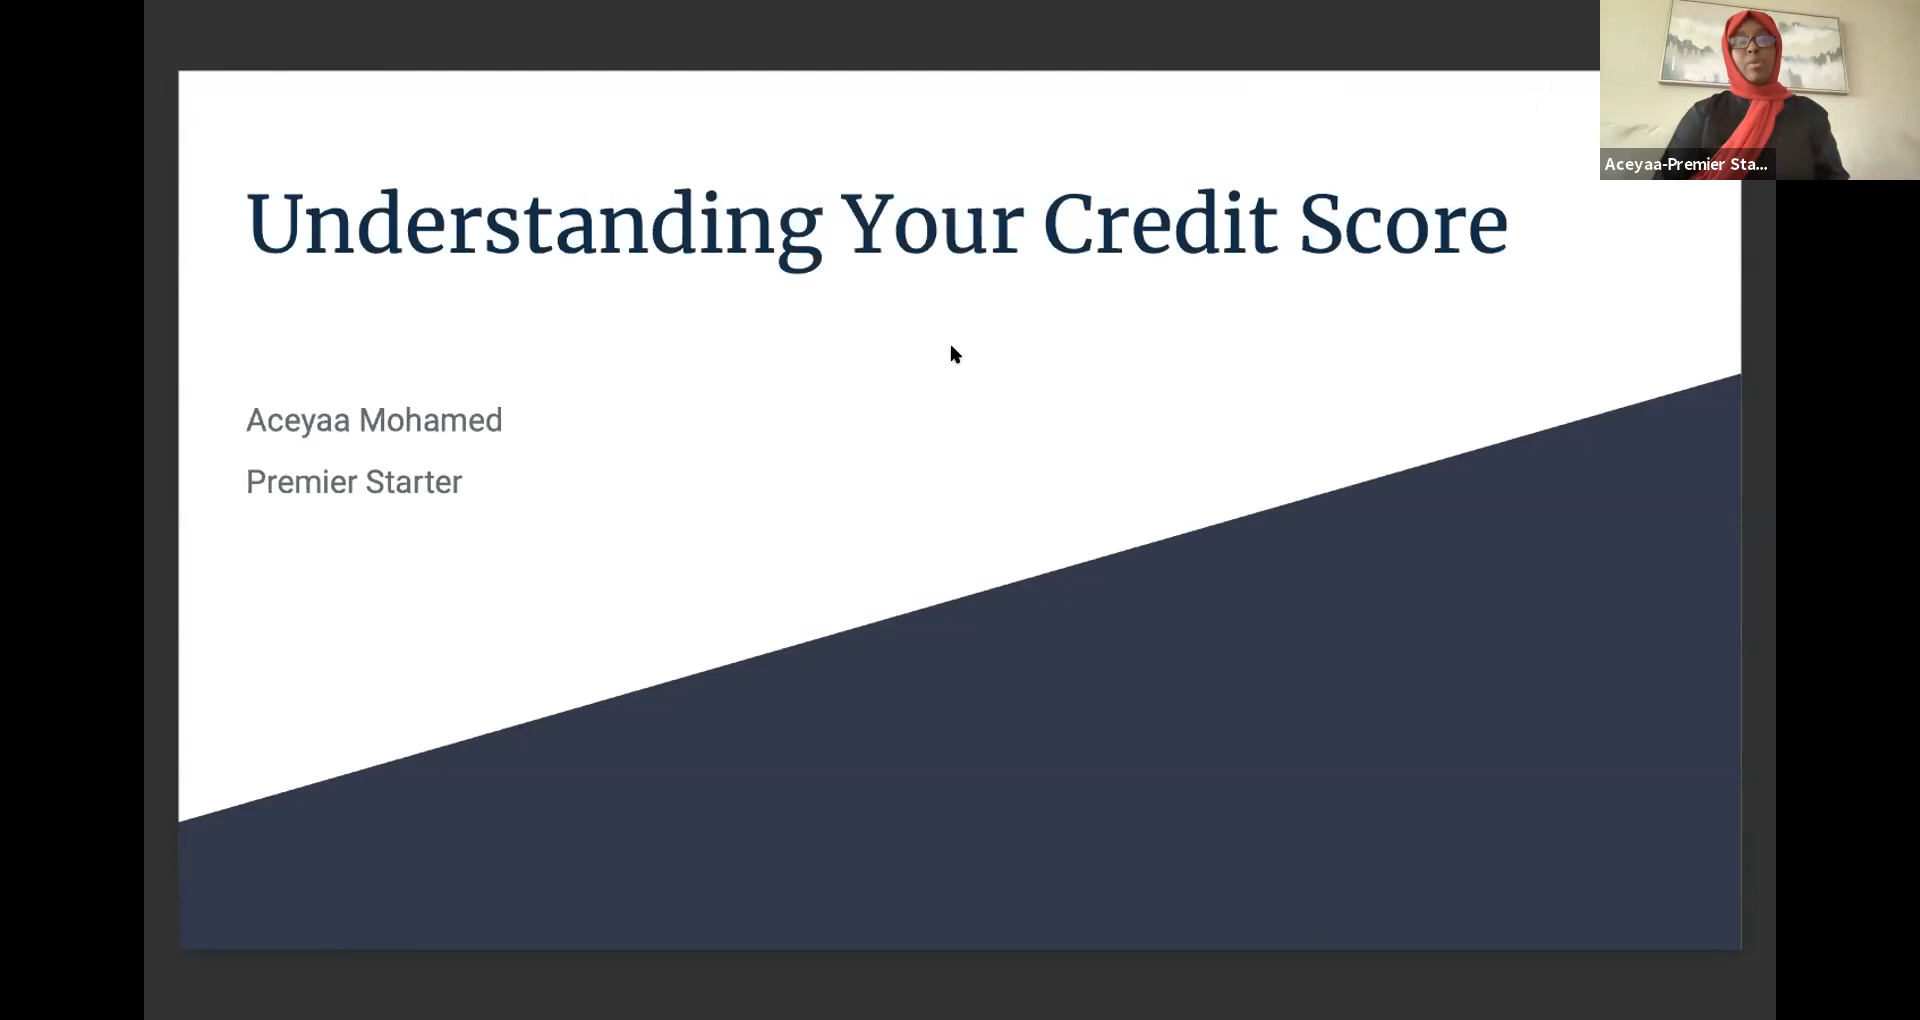 Understanding Your Credit Score
Aceyaa Mohamed
Premier Starter
Aceyaa-Premier Sta...